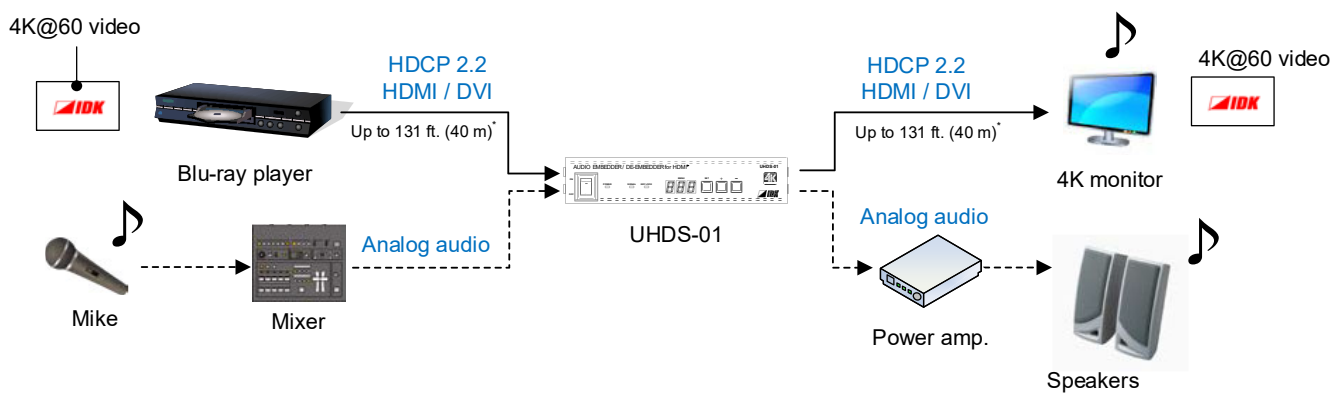 4K@60 video
IDK
Blu-ray player
HDCP 2.2
HDMI / DVI
Up to 131 ft. (40 m)*
Mike
Mixer
Analog audio
AUDIO EMBEDDER / DE-EMBEDDER for HDMI
UHDS-01
4K
IDK
UHDS-01
HDCP 2.2
HDMI / DVI
Up to 131 ft. (40 m)*
4K monitor
4K@60 video
IDK
Analog audio
Power amp.
Speakers